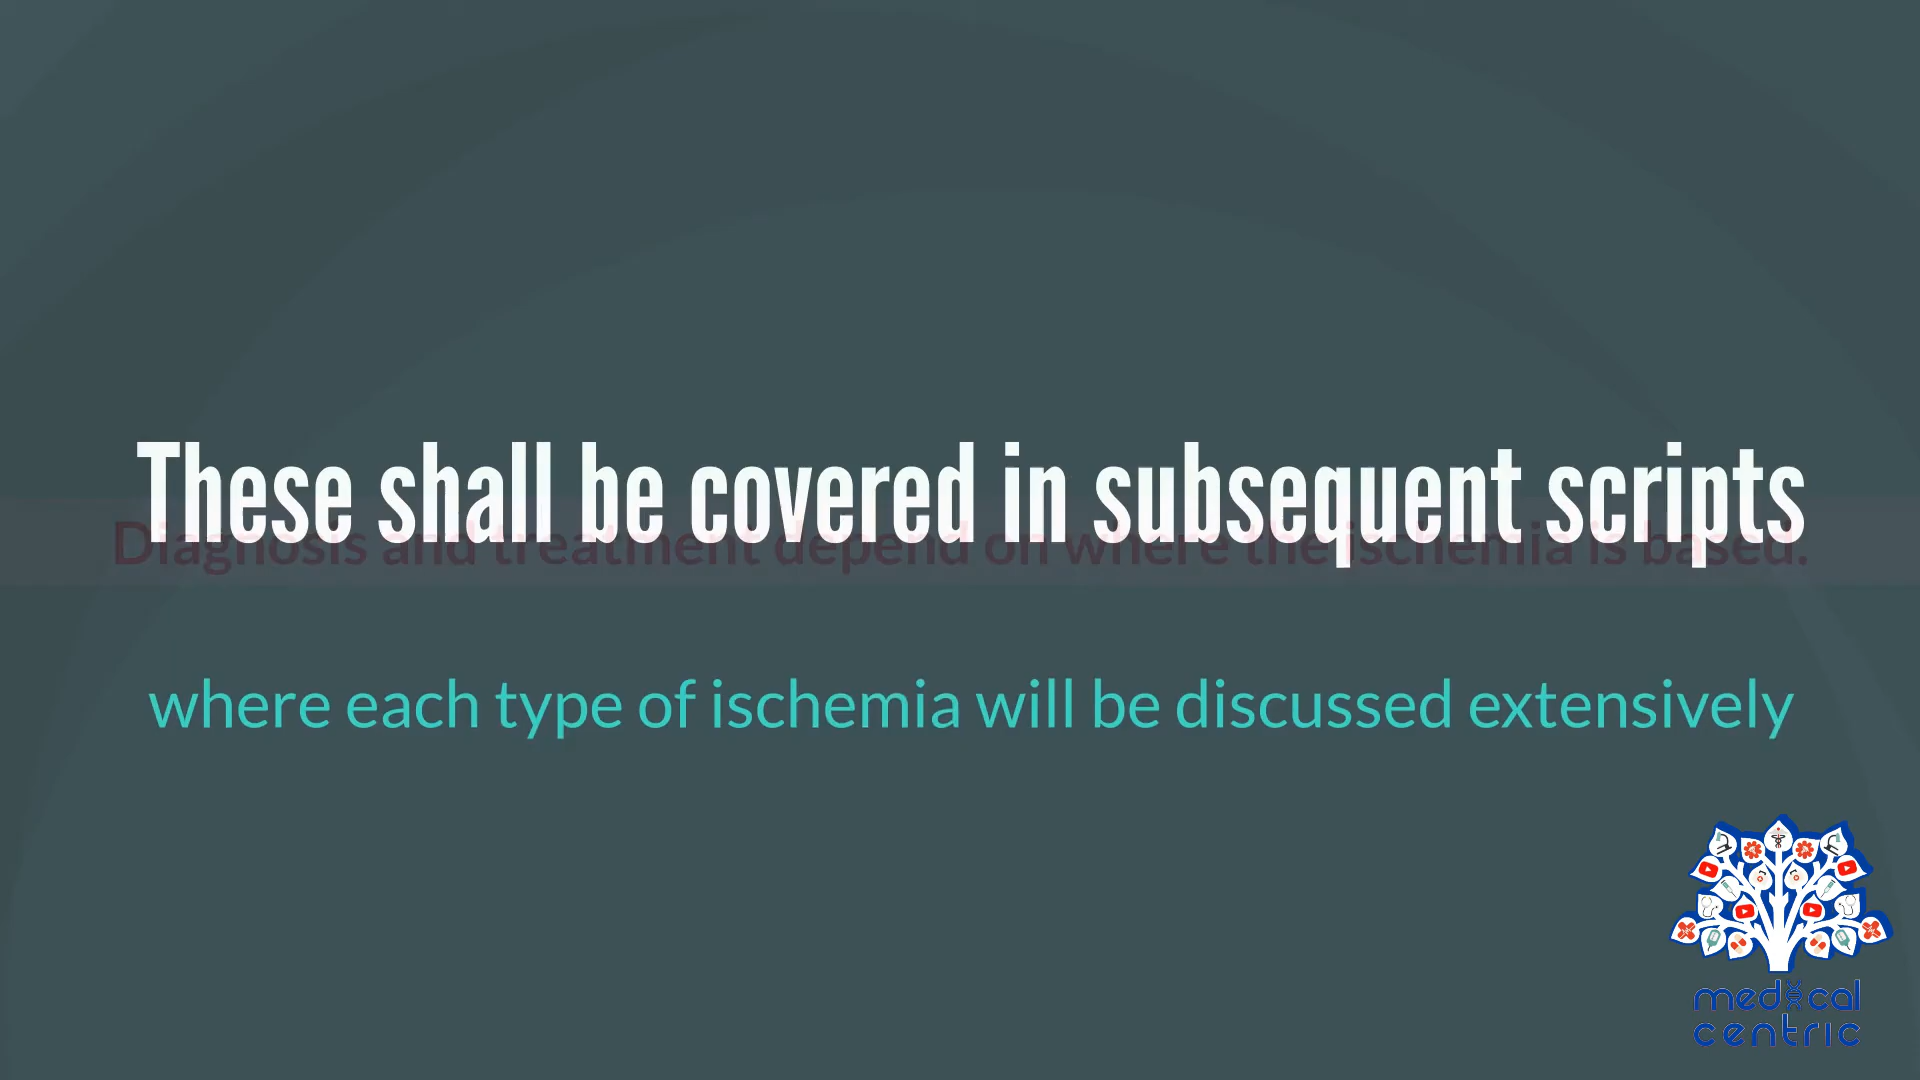 These shall be covered in subsequent scripts
Diagnosis and treatment depend on where the ischemia is based.
where each type of ischemia will be discussed extensively
medical
centric